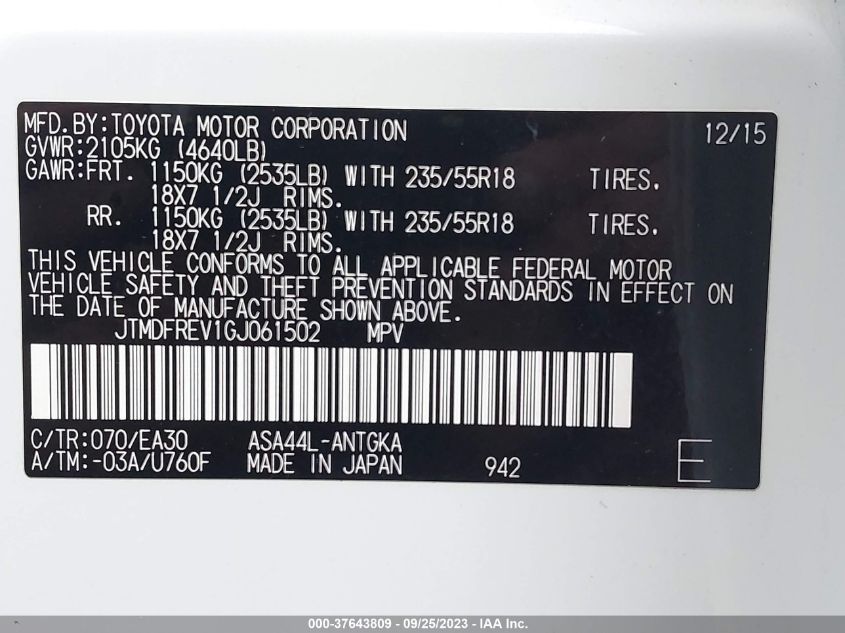 MFD.BY:TOYOTA MOTOR CORPORATION 12/15
GVWR:2105KG (4640LB)
GAWR:FRT. 1150KG (2535LB) WITH 235/55R18 TIRES.
18X7 1/2J RIMS.
RR. 1150KG (2535LB) WITH 235/55R18 TIRES.
18X7 1/2J RIMS.
THIS VEHICLE CONFORMS TO ALL APPLICABLE FEDERAL MOTOR
VEHICLE SAFETY AND THEFT PREVENTION STANDARDS IN EFFECT ON
THE DATE OF MANUFACTURE SHOWN ABOVE.
JTMDFREV1GJ061502 MPV
C/TR:070/EA30 ASA44L-ANTGKA
A/TM:-03A/U760F MADE IN JAPAN 942 E
000-37643809 - 09/25/2023 - IAA Inc.